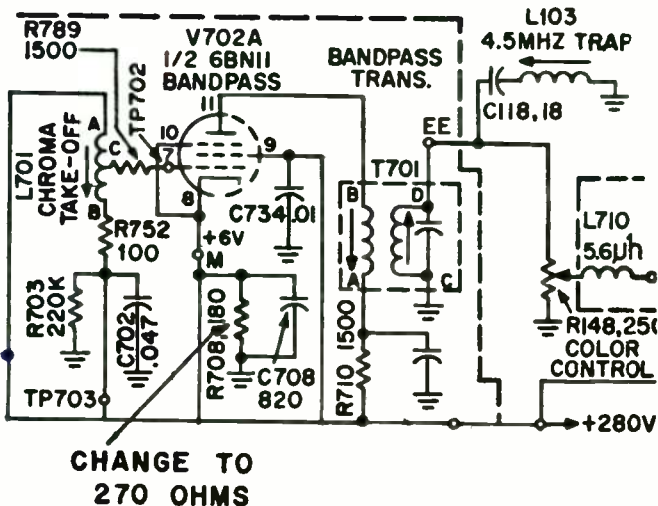 R789
1500
V702A
1/2 6BN11
BANDPASS
BANDPASS
TRANS.
L103
4.5MHZ TRAP
C118,18
TP702
11
10
7
9
8
A
C
B
L701
CHROMA
TAKE-OFF
EE
T701
B
D
A
C
C734 .01
+6V
M
R752
100
R703
220K
C702
.047
R708 180
C708
820
R710 1500
L710
5.6µh
R148,250
COLOR
CONTROL
TP703
+280V
CHANGE TO
270 OHMS